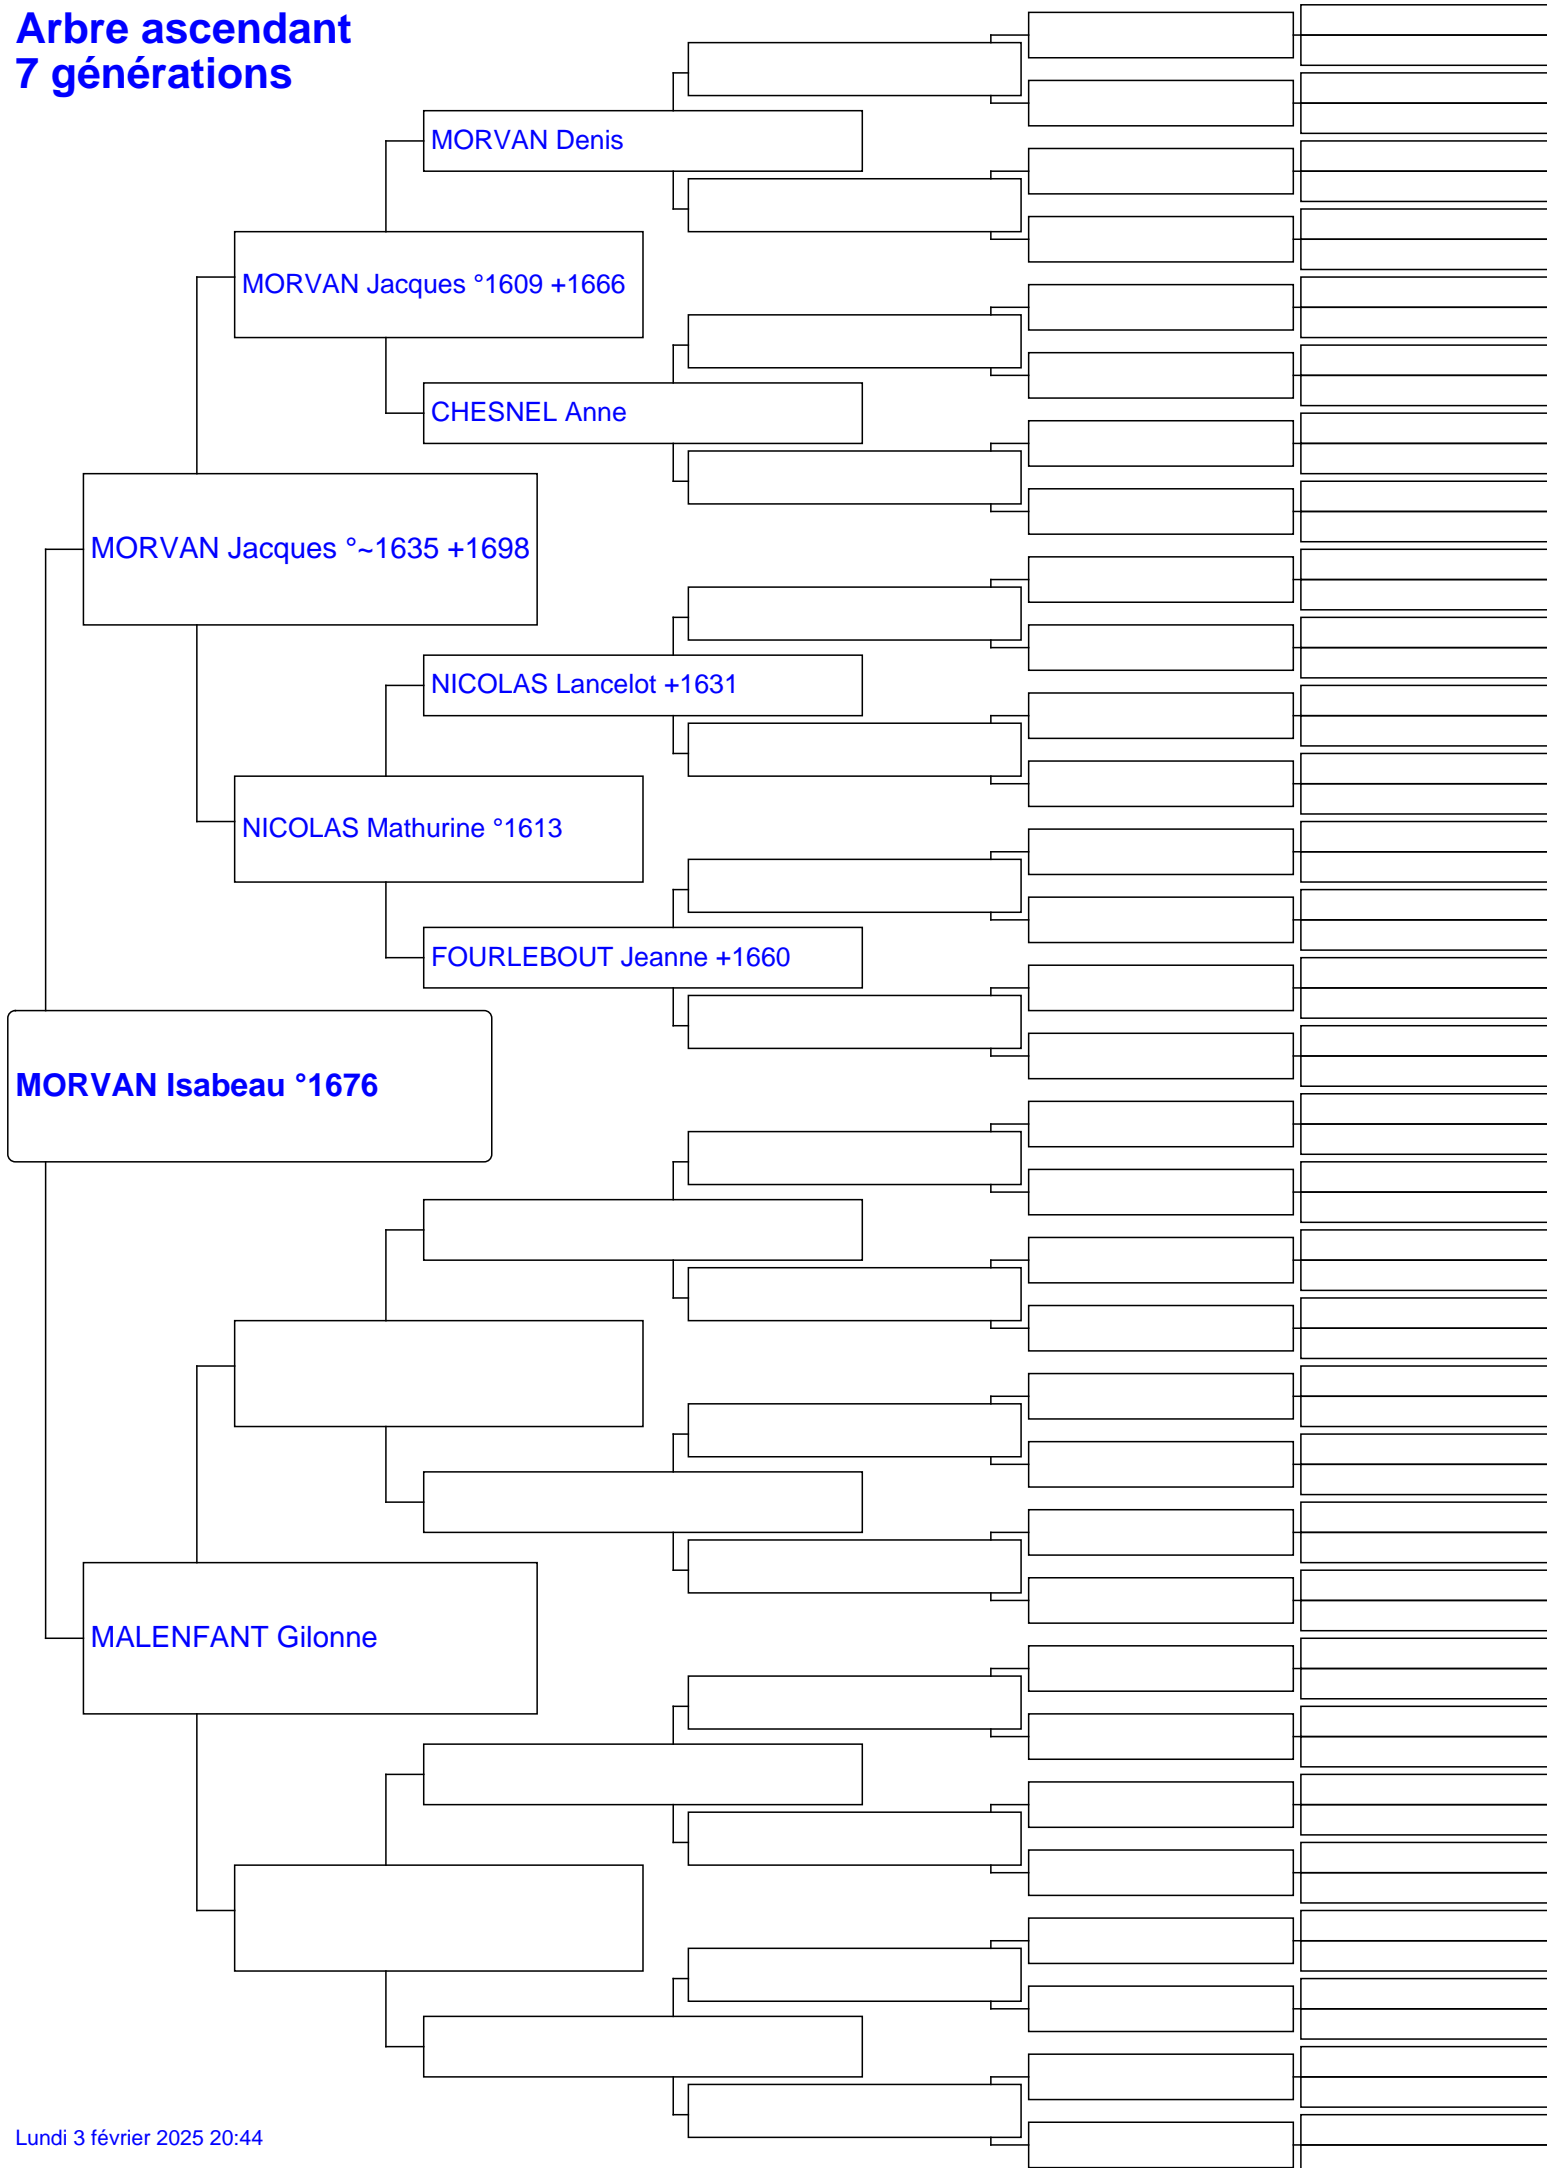 Arbre ascendant
7 générations
MORVAN Denis
MORVAN Jacques °1609 +1666
CHESNEL Anne
MORVAN Jacques °~1635 +1698
NICOLAS Lancelot +1631
NICOLAS Mathurine °1613
FOURLEBOUT Jeanne +1660
MORVAN Isabeau °1676
MALENFANT Gilonne
Lundi 3 février 2025 20:44